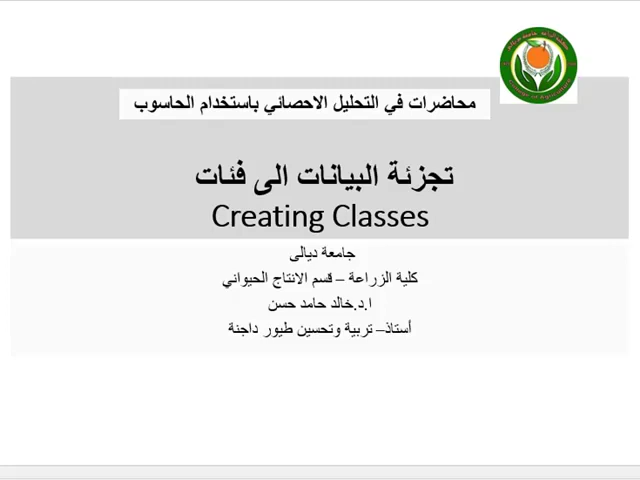 محاضرات في التحليل الاحصائي باستخدام الحاسوب
تجزئة البيانات الى فئات
Creating Classes
جامعة ديالى
كلية الزراعة – قسم الانتاج الحيواني
ا.د.خالد حامد حسن
أستاذ– تربية وتحسين طيور داجنة